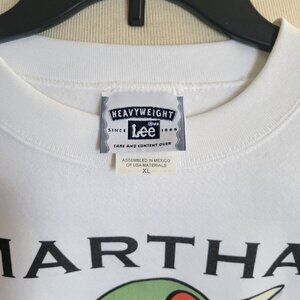 HEAVYWEIGHT
SINCE Lee 1889
CARE AND CONTENT OVER
ASSEMBLED IN MEXICO
OF USA MATERIALS
XL
MARTHA